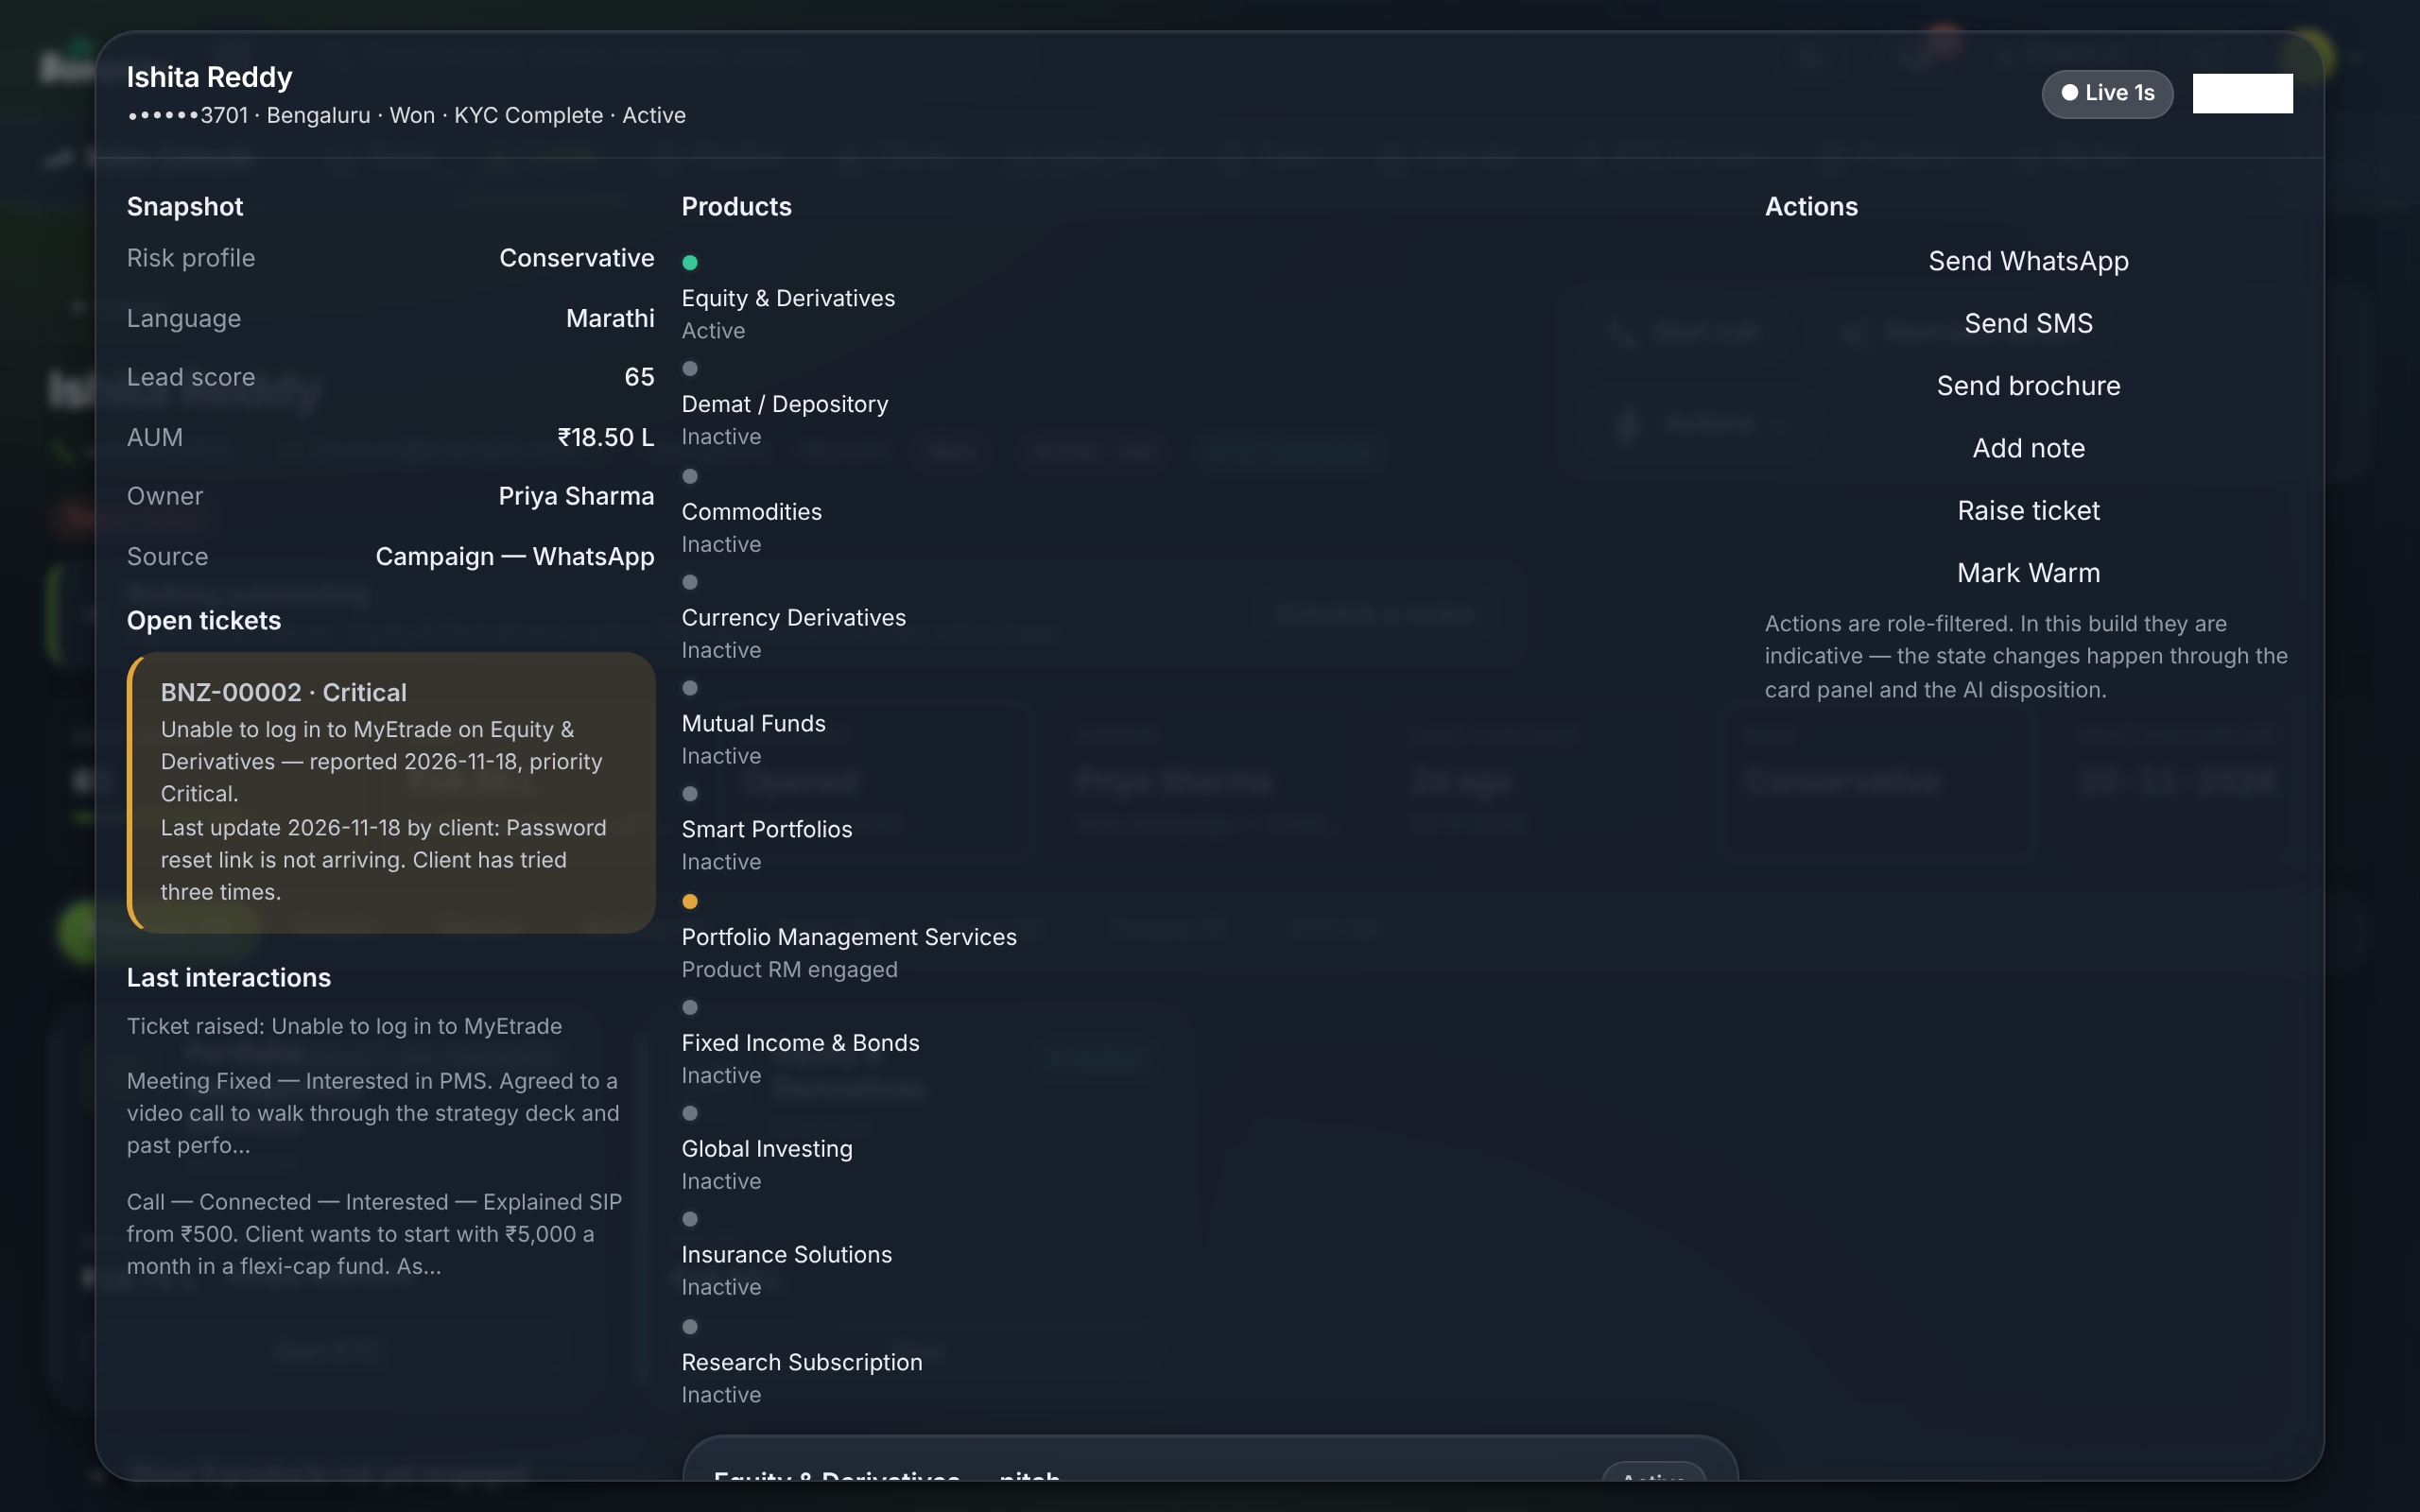 Ishita Reddy
••••••3701 · Bengaluru · Won · KYC Complete · Active
Live 1s
Snapshot
Risk profile Conservative
Language Marathi
Lead score 65
AUM ₹18.50 L
Owner Priya Sharma
Source Campaign — WhatsApp
Open tickets
BNZ-00002 · Critical
Unable to log in to MyEtrade on Equity &
Derivatives — reported 2026-11-18, priority
Critical.
Last update 2026-11-18 by client: Password
reset link is not arriving. Client has tried
three times.
Last interactions
Ticket raised: Unable to log in to MyEtrade
Meeting Fixed — Interested in PMS. Agreed to a
video call to walk through the strategy deck and
past perfo...
Call — Connected — Interested — Explained SIP
from ₹500. Client wants to start with ₹5,000 a
month in a flexi-cap fund. As...
Products
Equity & Derivatives
Active
Demat / Depository
Inactive
Commodities
Inactive
Currency Derivatives
Inactive
Mutual Funds
Inactive
Smart Portfolios
Inactive
Portfolio Management Services
Product RM engaged
Fixed Income & Bonds
Inactive
Global Investing
Inactive
Insurance Solutions
Inactive
Research Subscription
Inactive
Equity & Derivatives — pitch
Active
Actions
Send WhatsApp
Send SMS
Send brochure
Add note
Raise ticket
Mark Warm
Actions are role-filtered. In this build they are
indicative — the state changes happen through the
card panel and the AI disposition.